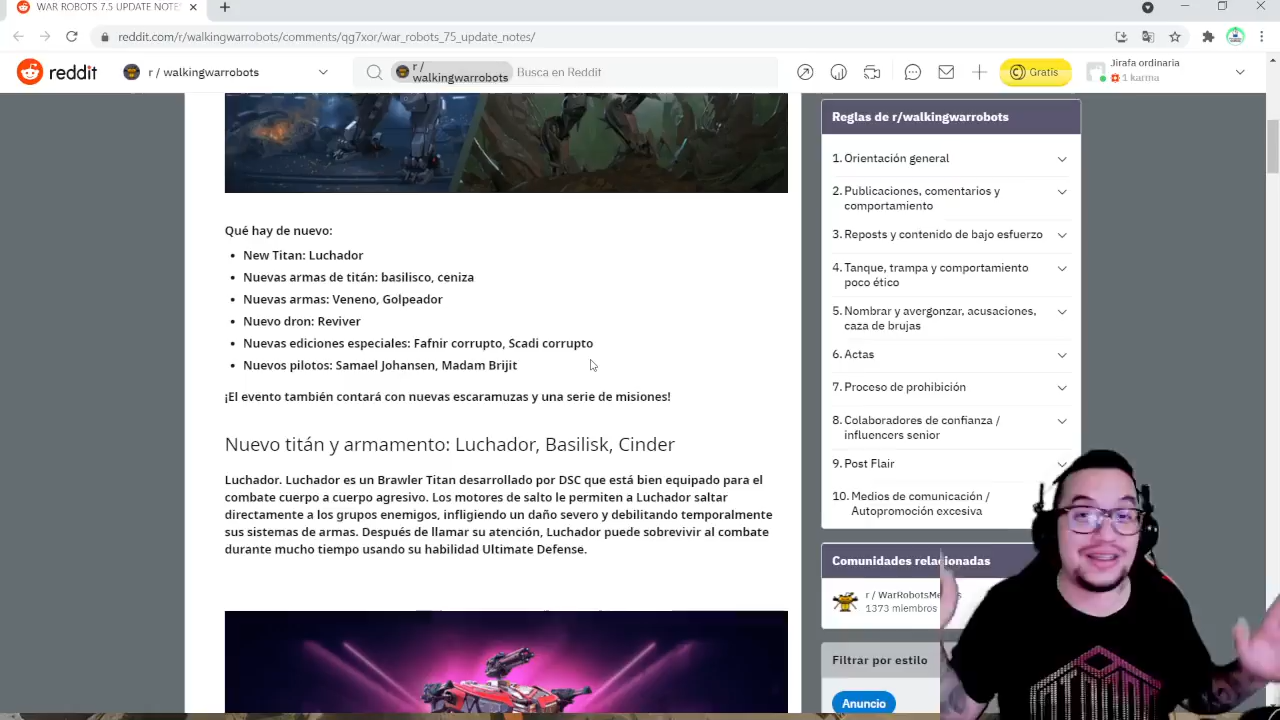 WAR ROBOTS 7.5 UPDATE NOTES
reddit.com/r/walkingwarrobots/comments/qg7xor/war_robots_75_update_notes/
reddit
r / walkingwarrobots
r /
walkingwarrobots
Busca en Reddit
Gratis
Jirafa ordinaria
1 karma
Qué hay de nuevo:
New Titan: Luchador
Nuevas armas de titán: basilisco, ceniza
Nuevas armas: Veneno, Golpeador
Nuevo dron: Reviver
Nuevas ediciones especiales: Fafnir corrupto, Scadi corrupto
Nuevos pilotos: Samael Johansen, Madam Brijit
¡El evento también contará con nuevas escaramuzas y una serie de misiones!
Nuevo titán y armamento: Luchador, Basilisk, Cinder
Luchador. Luchador es un Brawler Titan desarrollado por DSC que está bien equipado para el
combate cuerpo a cuerpo agresivo. Los motores de salto le permiten a Luchador saltar
directamente a los grupos enemigos, infligiendo un daño severo y debilitando temporalmente
sus sistemas de armas. Después de llamar su atención, Luchador puede sobrevivir al combate
durante mucho tiempo usando su habilidad Ultimate Defense.
Reglas de r/walkingwarrobots
1. Orientación general
2. Publicaciones, comentarios y
comportamiento
3. Reposts y contenido de bajo esfuerzo
4. Tanque, trampa y comportamiento
poco ético
5. Nombrar y avergonzar, acusaciones,
caza de brujas
6. Actas
7. Proceso de prohibición
8. Colaboradores de confianza /
influencers senior
9. Post Flair
10. Medios de comunicación /
Autopromoción excesiva
Comunidades relacionadas
r / WarRobotsMe
1373 miembros
Filtrar por estilo
Anuncio